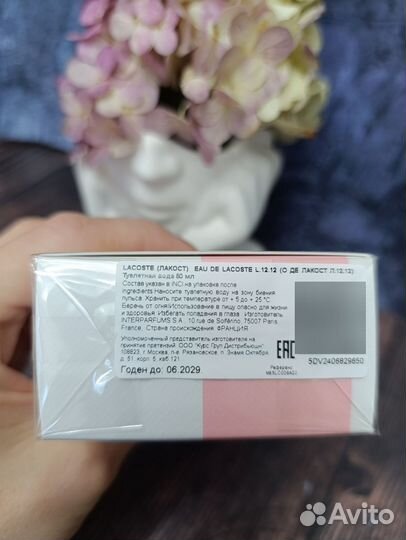 LACOSTE (ЛАКОСТ) EAU DE LACOSTE L.12.12 (О ДЕ ЛАКОСТ Л.12.12)
Туалетная вода 50 мл
Состав указан в INCI на упаковке после
ingredients.Наносите туалетную воду на зону биения
пульса. Хранить при температуре от + 5 до + 25 °C
Беречь от огня.Использование в пищу опасно для жизни
и здоровья. Избегать попадания в глаза. Изготовитель:
INTERPARFUMS S.A., 10 rue de Solférino, 75007 Paris,
France, Страна происхождения: ФРАНЦИЯ
Уполномоченный представитель изготовителя на
принятие претензий: ООО "Курс Груп Дистрибьюшн",
108823, г.Москва, п-е. Рязановское, п. Знамя Октября,
д. 51, корп. 5, каб.121.
Годен до: 06.2029.
EAC
5DV2406829850
Референс
Avito